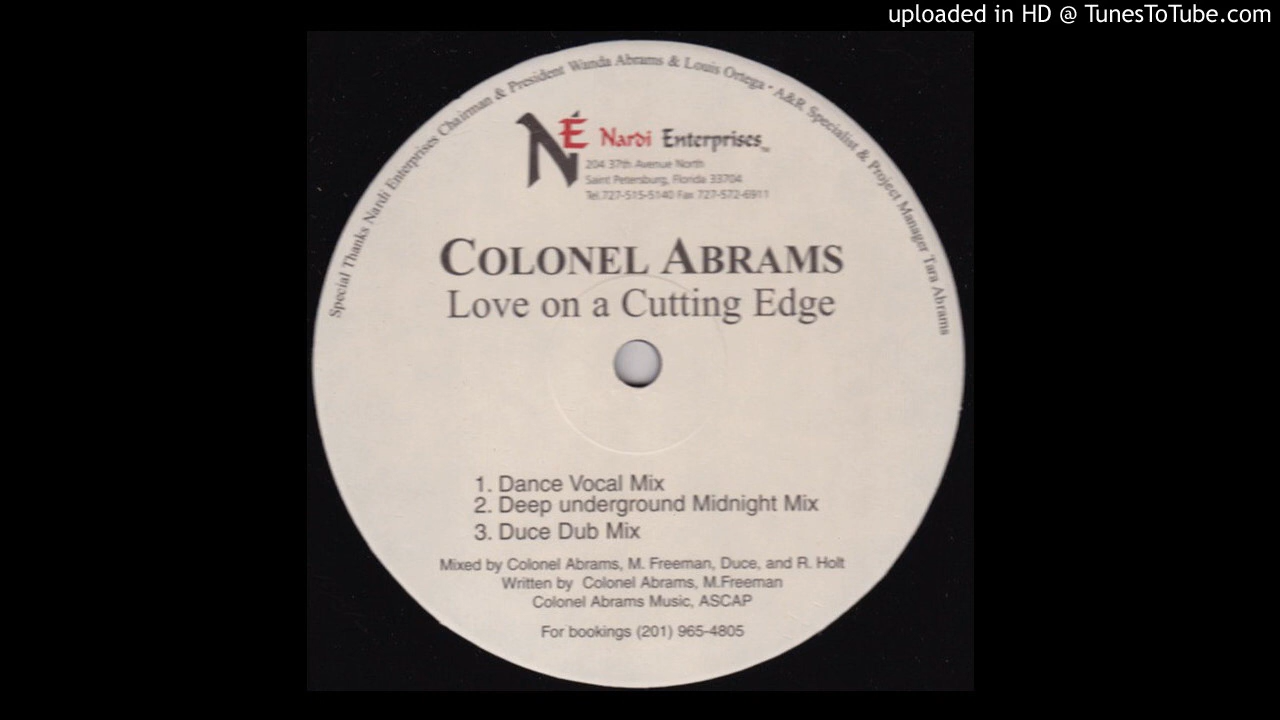 uploaded in HD @ TunesToTube.com
Special Thanks Nardi Enterprises Chairman & President Wanda Abrams & Louis Ortega • A&R Specialist & Project Manager Tara Abrams
NÉ Nardi Enterprises™
204 37th Avenue North
Saint Petersburg, Florida 33704
Tel.727-515-5140 Fax 727-572-6911
COLONEL ABRAMS
Love on a Cutting Edge
1. Dance Vocal Mix
2. Deep underground Midnight Mix
3. Duce Dub Mix
Mixed by Colonel Abrams, M. Freeman, Duce, and R. Holt
Written by Colonel Abrams, M.Freeman
Colonel Abrams Music, ASCAP
For bookings (201) 965-4805